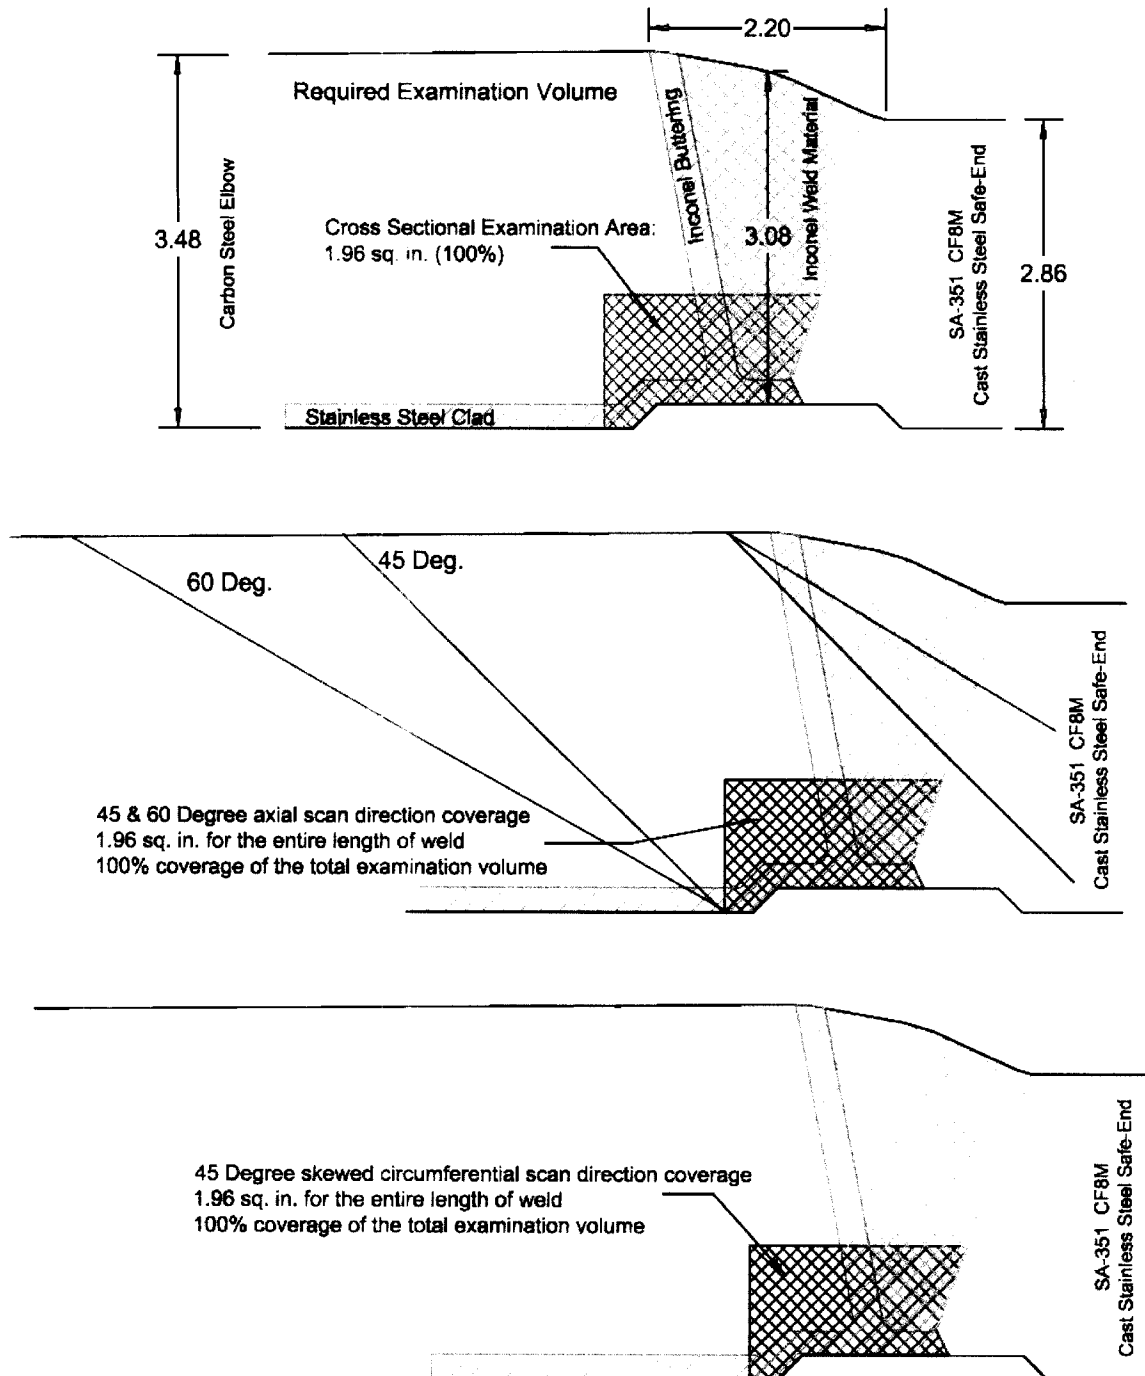 2.20
Required Examination Volume
Inconel Buttering
Inconel Weld Material
Carbon Steel Elbow
3.48
Cross Sectional Examination Area:
1.96 sq. in. (100%)
3.08
SA-351 CF8M
Cast Stainless Steel Safe-End
2.86
Stainless Steel Clad
60 Deg.
45 Deg.
SA-351 CF8M
Cast Stainless Steel Safe-End
45 & 60 Degree axial scan direction coverage
1.96 sq. in. for the entire length of weld
100% coverage of the total examination volume
45 Degree skewed circumferential scan direction coverage
1.96 sq. in. for the entire length of weld
100% coverage of the total examination volume
SA-351 CF8M
Cast Stainless Steel Safe-End